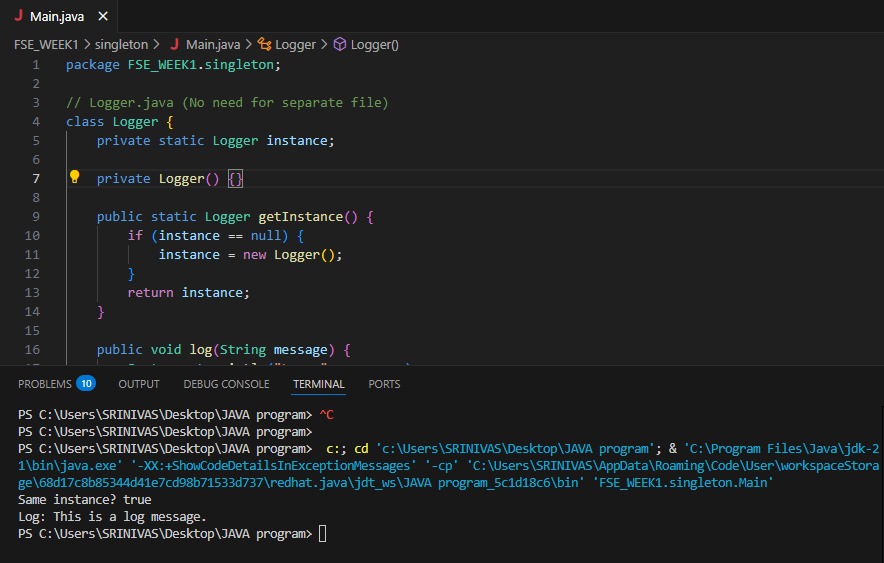 J Main.java ×
FSE_WEEK1 > singleton > J Main.java > Logger > Logger()
1 package FSE_WEEK1.singleton;
2
3 // Logger.java (No need for separate file)
4 class Logger {
5 private static Logger instance;
6
7 private Logger() {}
8
9 public static Logger getInstance() {
10 if (instance == null) {
11 instance = new Logger();
12 }
13 return instance;
14 }
15
16 public void log(String message) {
PROBLEMS 10 OUTPUT DEBUG CONSOLE TERMINAL PORTS
PS C:\Users\SRINIVAS\Desktop\JAVA program> ^C
PS C:\Users\SRINIVAS\Desktop\JAVA program>
PS C:\Users\SRINIVAS\Desktop\JAVA program> c:; cd 'c:\Users\SRINIVAS\Desktop\JAVA program'; & 'C:\Program Files\Java\jdk-2
1\bin\java.exe' '-XX:+ShowCodeDetailsInExceptionMessages' '-cp' 'C:\Users\SRINIVAS\AppData\Roaming\Code\User\workspaceStora
ge\68d17c8b85344d41e7cd98b71533d737\redhat.java\jdt_ws\JAVA program_5c1d18c6\bin' 'FSE_WEEK1.singleton.Main'
Same instance? true
Log: This is a log message.
PS C:\Users\SRINIVAS\Desktop\JAVA program>